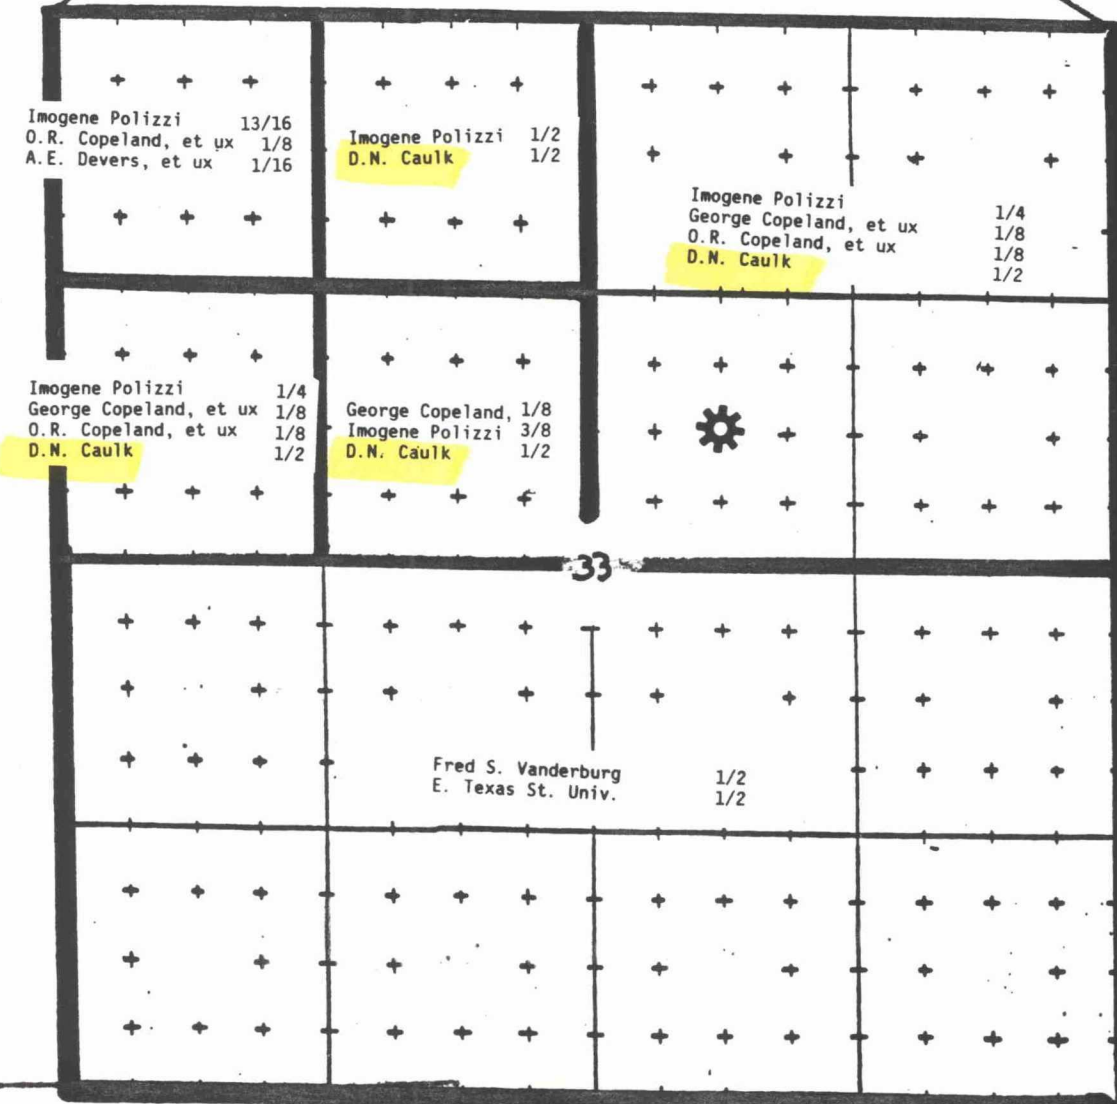 Imogene Polizzi 13/16
O.R. Copeland, et ux 1/8
A.E. Devers, et ux 1/16
Imogene Polizzi 1/2
D.N. Caulk 1/2
Imogene Polizzi 1/4
George Copeland, et ux 1/8
O.R. Copeland, et ux 1/8
D.N. Caulk 1/2
Imogene Polizzi 1/4
George Copeland, et ux 1/8
O.R. Copeland, et ux 1/8
D.N. Caulk 1/2
George Copeland, 1/8
Imogene Polizzi 3/8
D.N. Caulk 1/2
33
Fred S. Vanderburg 1/2
E. Texas St. Univ. 1/2